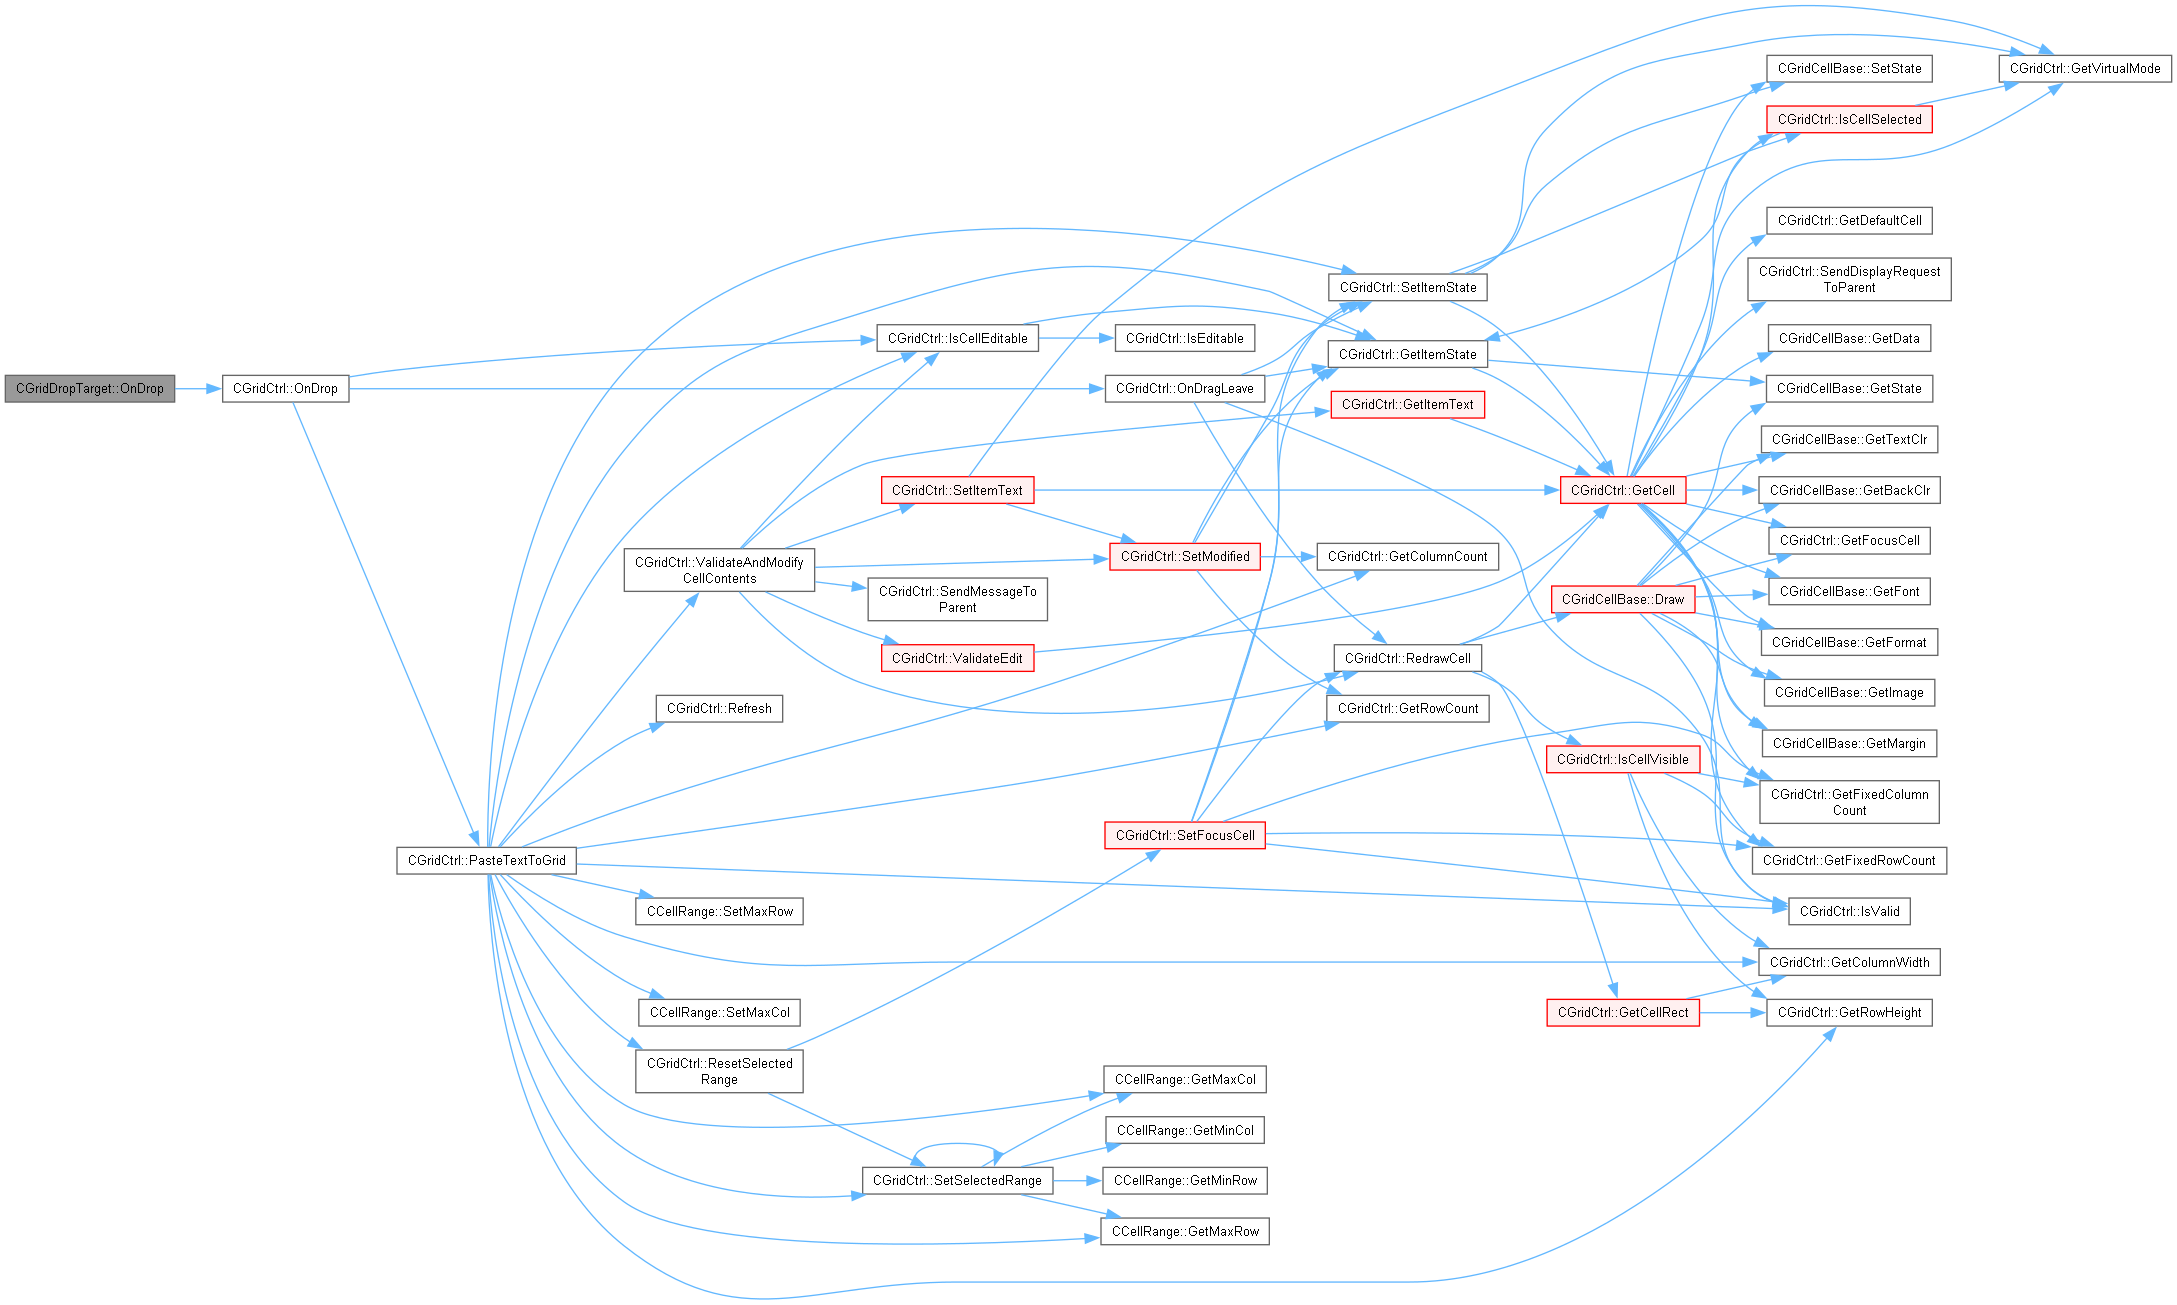 CGridDropTarget::OnDrop
CGridCtrl::OnDrop
CGridCtrl::PasteTextToGrid
CGridCtrl::ValidateAndModify
CellContents
CGridCtrl::Refresh
CCellRange::SetMaxRow
CCellRange::SetMaxCol
CGridCtrl::ResetSelected
Range
CGridCtrl::IsCellEditable
CGridCtrl::SetItemText
CGridCtrl::SendMessageTo
Parent
CGridCtrl::ValidateEdit
CGridCtrl::SetSelectedRange
CGridCtrl::IsEditable
CGridCtrl::OnDragLeave
CGridCtrl::SetModified
CGridCtrl::SetFocusCell
CCellRange::GetMaxCol
CCellRange::GetMinCol
CCellRange::GetMinRow
CCellRange::GetMaxRow
CGridCtrl::SetItemState
CGridCtrl::GetItemState
CGridCtrl::GetItemText
CGridCtrl::GetColumnCount
CGridCtrl::RedrawCell
CGridCtrl::GetRowCount
CGridCtrl::GetCell
CGridCellBase::Draw
CGridCtrl::IsCellVisible
CGridCtrl::GetCellRect
CGridCellBase::SetState
CGridCtrl::IsCellSelected
CGridCtrl::GetDefaultCell
CGridCtrl::SendDisplayRequest
ToParent
CGridCellBase::GetData
CGridCellBase::GetState
CGridCellBase::GetTextClr
CGridCellBase::GetBackClr
CGridCtrl::GetFocusCell
CGridCellBase::GetFont
CGridCellBase::GetFormat
CGridCellBase::GetImage
CGridCellBase::GetMargin
CGridCtrl::GetFixedColumn
Count
CGridCtrl::GetFixedRowCount
CGridCtrl::IsValid
CGridCtrl::GetColumnWidth
CGridCtrl::GetRowHeight
CGridCtrl::GetVirtualMode